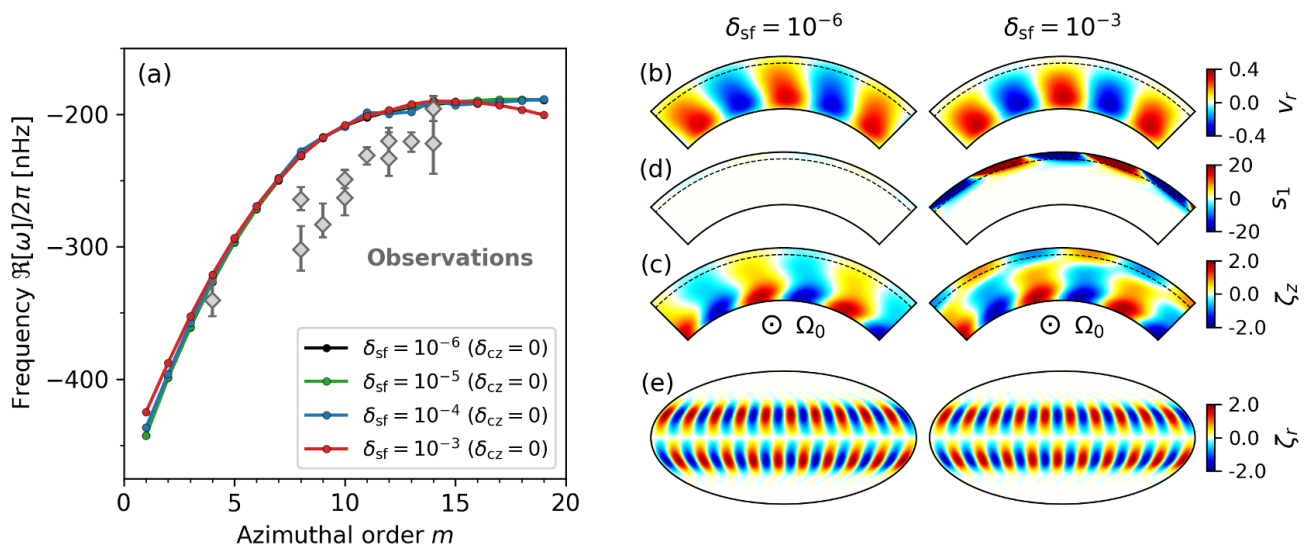 (a)
Frequency ℜ[ω]/2π [nHz]
−200
−300
−400
Observations
δsf = 10⁻⁶ (δcz = 0)
δsf = 10⁻⁵ (δcz = 0)
δsf = 10⁻⁴ (δcz = 0)
δsf = 10⁻³ (δcz = 0)
0 5 10 15 20
Azimuthal order m
δsf = 10⁻⁶ δsf = 10⁻³
(b)
0.4
0.0
-0.4
vr
(d)
20
0
-20
s1
(c)
2.0
0.0
-2.0
ζz
⊙ Ω0 ⊙ Ω0
(e)
2.0
0.0
-2.0
ζr